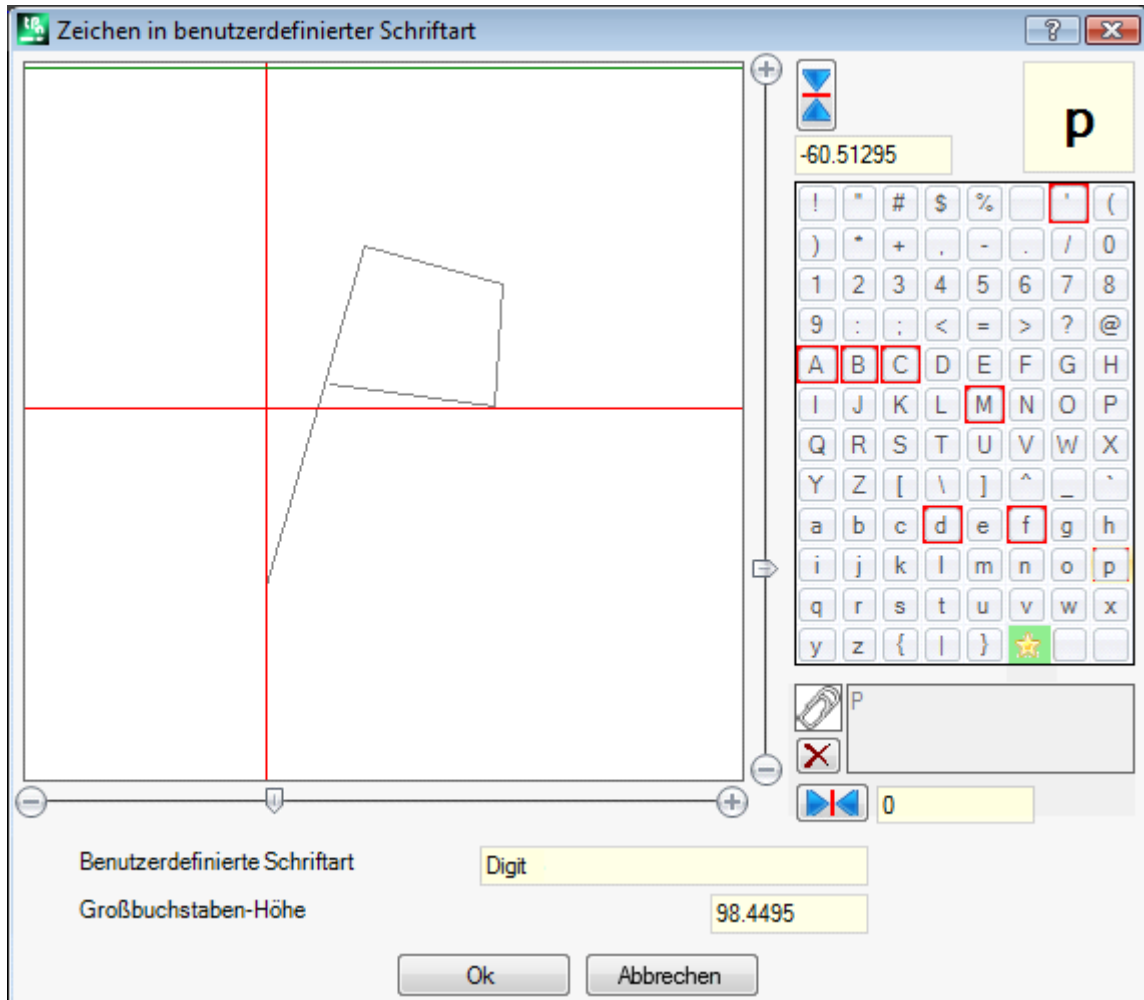 Zeichen in benutzerdefinierter Schriftart
p
-60.51295
! " # $ % ' (
) * + , - . / 0
1 2 3 4 5 6 7 8
9 : ; < = > ? @
A B C D E F G H
I J K L M N O P
Q R S T U V W X
Y Z [ \ ] ^ _ `
a b c d e f g h
i j k l m n o p
q r s t u v w x
y z { | }
P
0
Benutzerdefinierte Schriftart Digit
Großbuchstaben-Höhe 98.4495
Ok Abbrechen